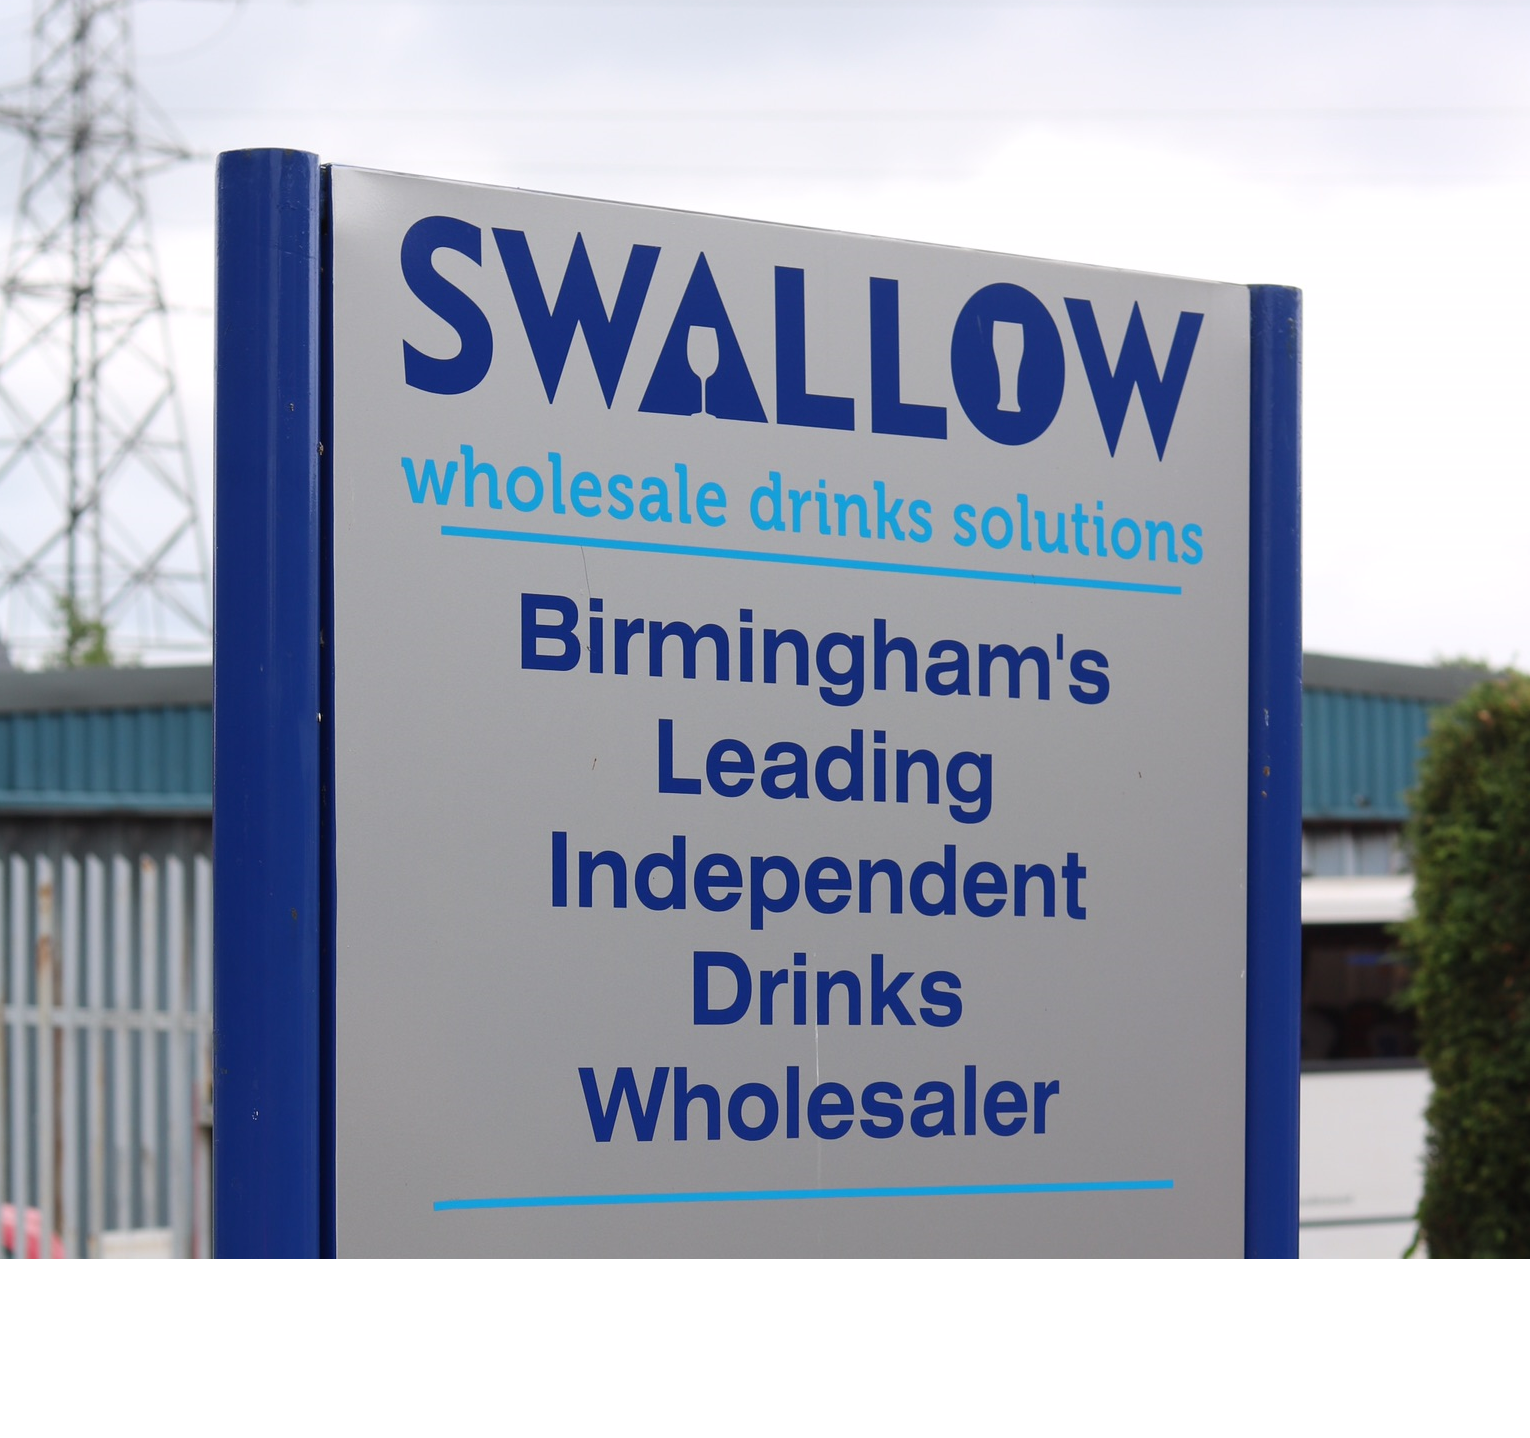 SWALLOW
wholesale drinks solutions
Birmingham's
Leading
Independent
Drinks
Wholesaler